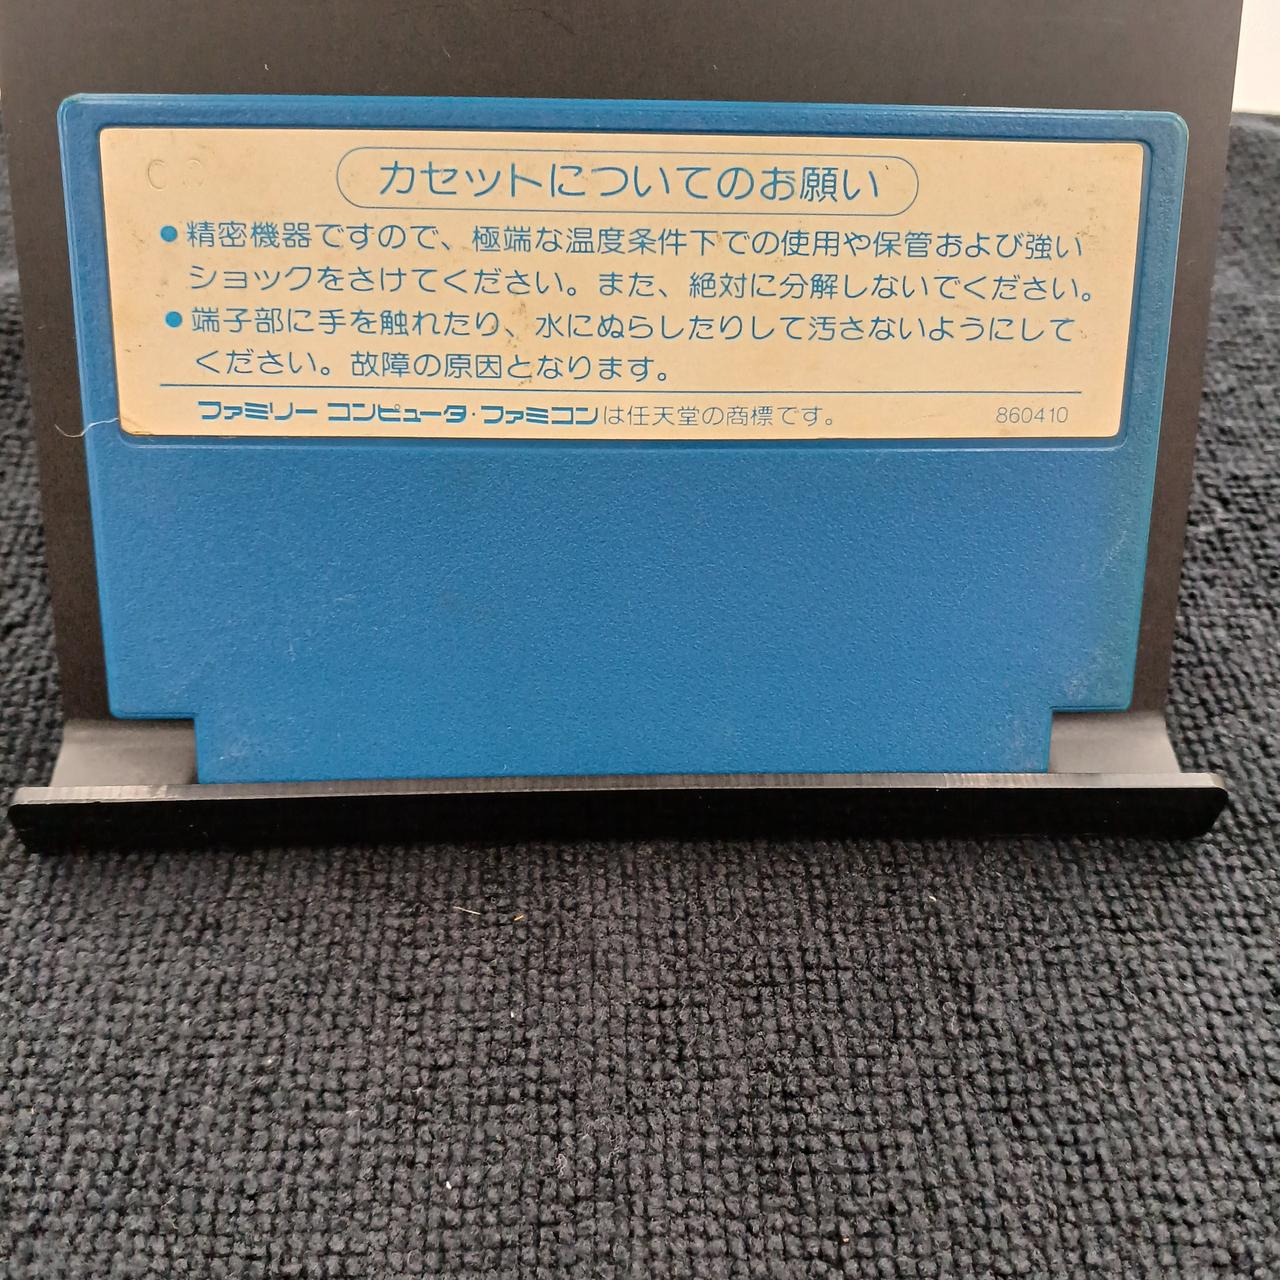 カセットについてのお願い
●精密機器ですので、極端な温度条件下での使用や保管および強い
ショックをさけてください。また、絶対に分解しないでください。
●端子部に手を触れたり、水にぬらしたりして汚さないようにして
ください。故障の原因となります。
ファミリー コンピュータ・ファミコンは任天堂の商標です。 860410